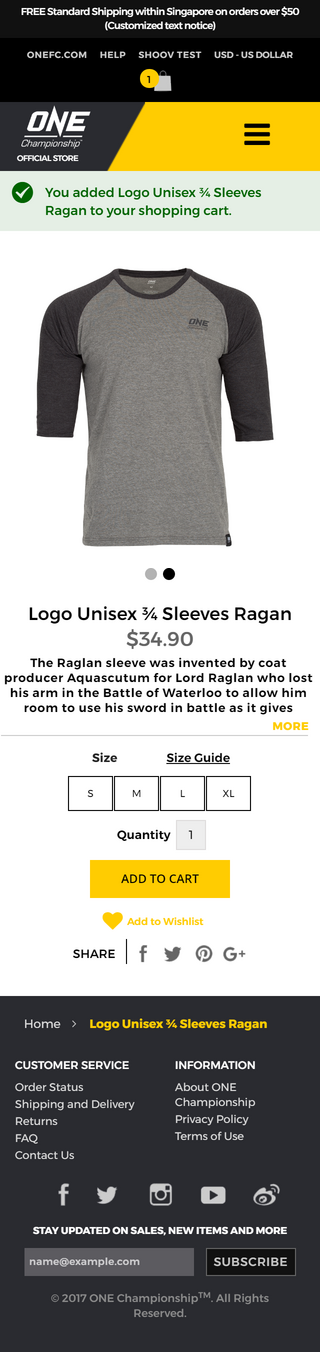 FREE Standard Shipping within Singapore on orders over $50
(Customized text notice)
ONEFC.COM HELP SHOOV TEST USD - US DOLLAR
1
ONE
Championship
OFFICIAL STORE
You added Logo Unisex ¾ Sleeves
Ragan to your shopping cart.
ONE
Logo Unisex ¾ Sleeves Ragan
$34.90
The Raglan sleeve was invented by coat
producer Aquascutum for Lord Raglan who lost
his arm in the Battle of Waterloo to allow him
room to use his sword in battle as it gives
MORE
Size Size Guide
S M L XL
Quantity 1
ADD TO CART
Add to Wishlist
SHARE
Home > Logo Unisex ¾ Sleeves Ragan
CUSTOMER SERVICE
Order Status
Shipping and Delivery
Returns
FAQ
Contact Us
INFORMATION
About ONE
Championship
Privacy Policy
Terms of Use
STAY UPDATED ON SALES, NEW ITEMS AND MORE
name@example.com SUBSCRIBE
© 2017 ONE Championship™. All Rights
Reserved.